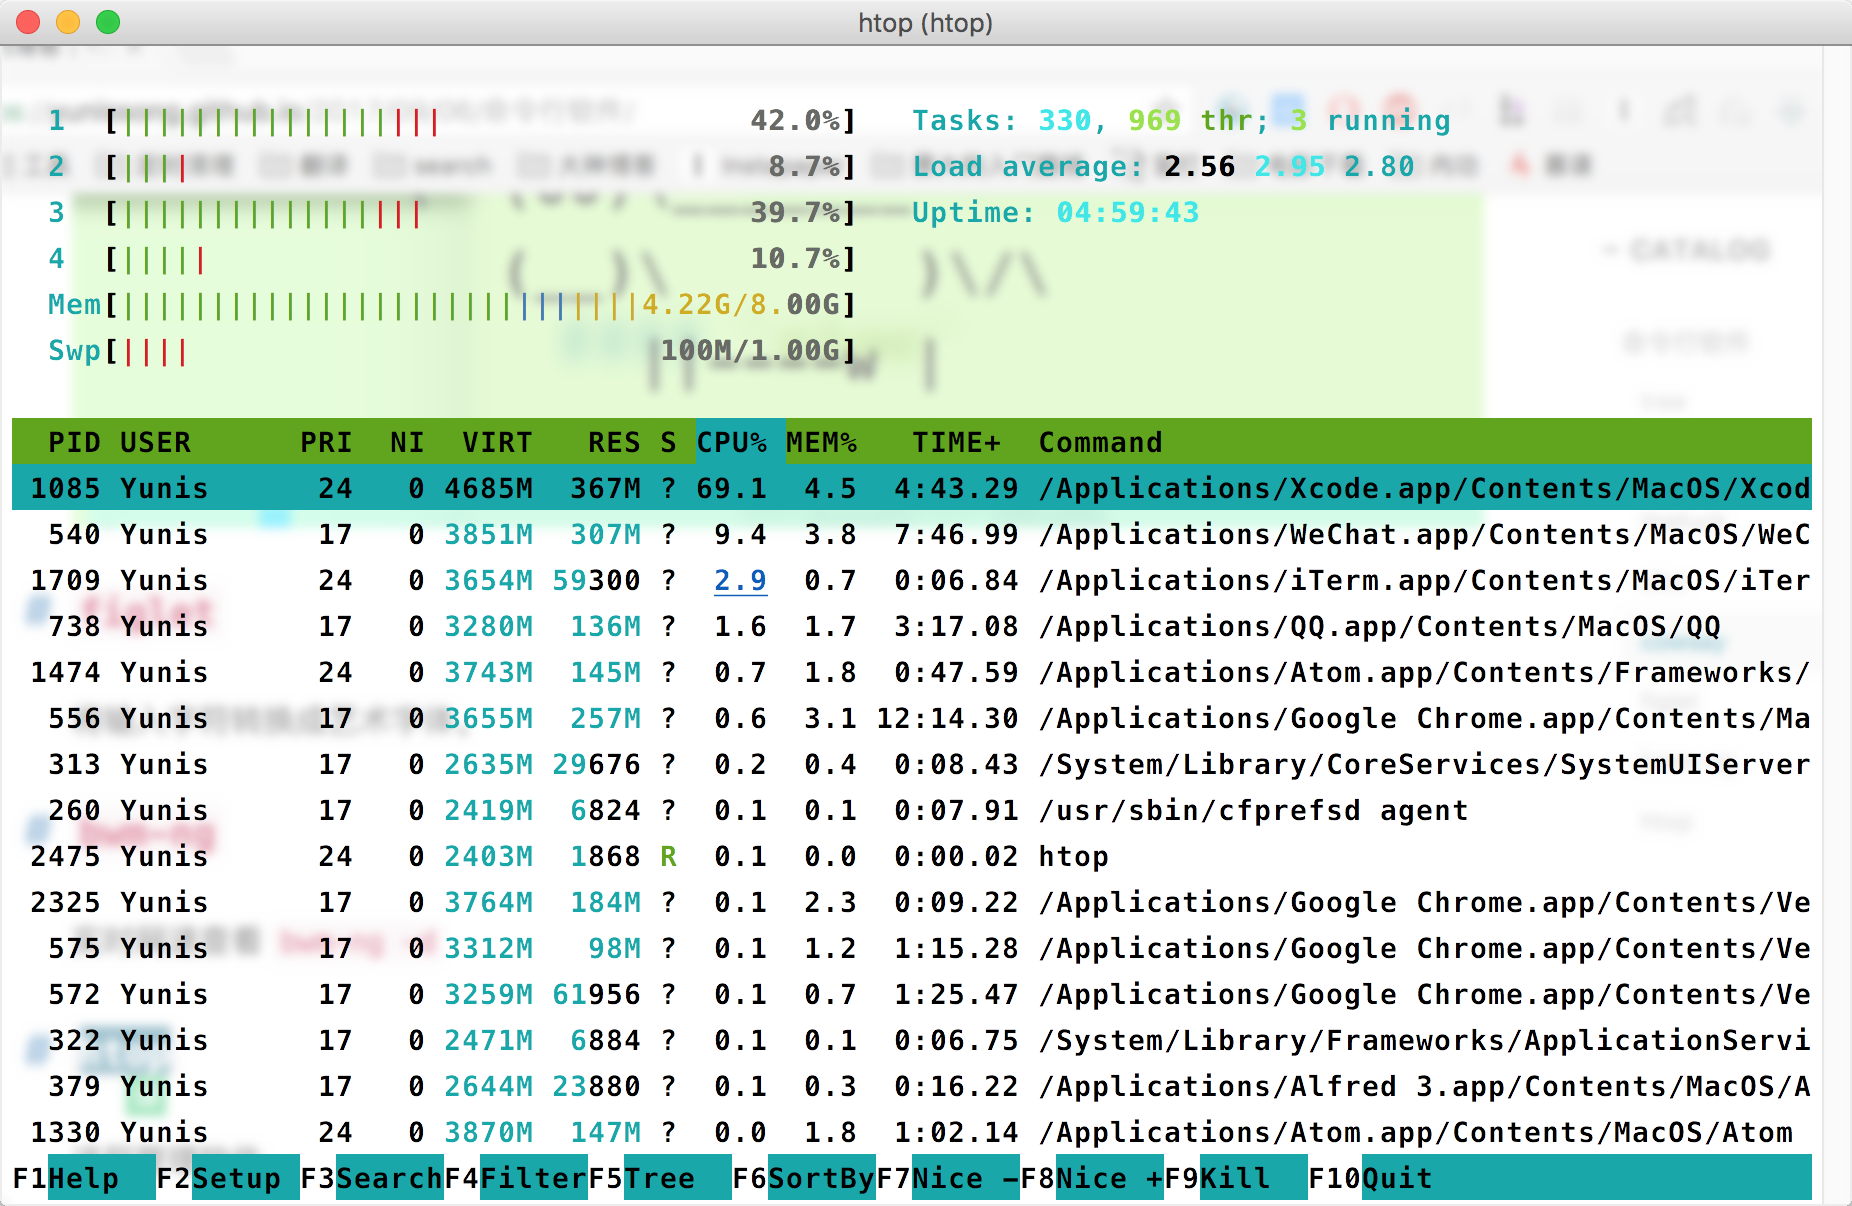 htop (htop)
1 [||||||||||||||||||42.0%] Tasks: 330, 969 thr; 3 running
2 [||||8.7%] Load average: 2.56 2.95 2.80
3 [|||||||||||||||||39.7%] Uptime: 04:59:43
4 [|||||10.7%]
Mem[|||||||||||||||||||||||||||||4.22G/8.00G]
Swp[||||100M/1.00G]
PID USER PRI NI VIRT RES S CPU% MEM% TIME+ Command
1085 Yunis 24 0 4685M 367M ? 69.1 4.5 4:43.29 /Applications/Xcode.app/Contents/MacOS/Xcod
540 Yunis 17 0 3851M 307M ? 9.4 3.8 7:46.99 /Applications/WeChat.app/Contents/MacOS/WeC
1709 Yunis 24 0 3654M 59300 ? 2.9 0.7 0:06.84 /Applications/iTerm.app/Contents/MacOS/iTer
738 Yunis 17 0 3280M 136M ? 1.6 1.7 3:17.08 /Applications/QQ.app/Contents/MacOS/QQ
1474 Yunis 24 0 3743M 145M ? 0.7 1.8 0:47.59 /Applications/Atom.app/Contents/Frameworks/
556 Yunis 17 0 3655M 257M ? 0.6 3.1 12:14.30 /Applications/Google Chrome.app/Contents/Ma
313 Yunis 17 0 2635M 29676 ? 0.2 0.4 0:08.43 /System/Library/CoreServices/SystemUIServer
260 Yunis 17 0 2419M 6824 ? 0.1 0.1 0:07.91 /usr/sbin/cfprefsd agent
2475 Yunis 24 0 2403M 1868 R 0.1 0.0 0:00.02 htop
2325 Yunis 17 0 3764M 184M ? 0.1 2.3 0:09.22 /Applications/Google Chrome.app/Contents/Ve
575 Yunis 17 0 3312M 98M ? 0.1 1.2 1:15.28 /Applications/Google Chrome.app/Contents/Ve
572 Yunis 17 0 3259M 61956 ? 0.1 0.7 1:25.47 /Applications/Google Chrome.app/Contents/Ve
322 Yunis 17 0 2471M 6884 ? 0.1 0.1 0:06.75 /System/Library/Frameworks/ApplicationServi
379 Yunis 17 0 2644M 23880 ? 0.1 0.3 0:16.22 /Applications/Alfred 3.app/Contents/MacOS/A
1330 Yunis 24 0 3870M 147M ? 0.0 1.8 1:02.14 /Applications/Atom.app/Contents/MacOS/Atom
F1Help F2Setup F3SearchF4FilterF5Tree F6SortByF7Nice -F8Nice +F9Kill F10Quit